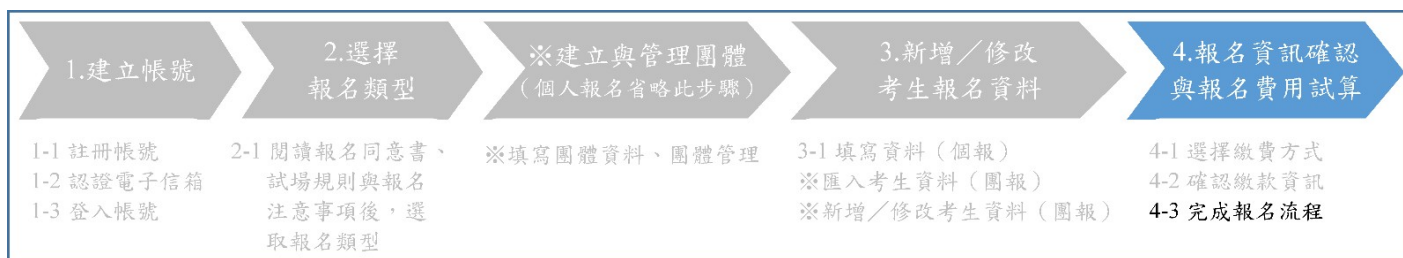 1.建立帳號
2.選擇
報名類型
※建立與管理團體
（個人報名省略此步驟）
3.新增／修改
考生報名資料
4.報名資訊確認
與報名費用試算
1-1 註冊帳號
1-2 認證電子信箱
1-3 登入帳號
2-1 閱讀報名同意書、
試場規則與報名
注意事項後，選
取報名類型
※填寫團體資料、團體管理
3-1 填寫資料（個報）
※匯入考生資料（團報）
※新增／修改考生資料（團報）
4-1 選擇繳費方式
4-2 確認繳款資訊
4-3 完成報名流程